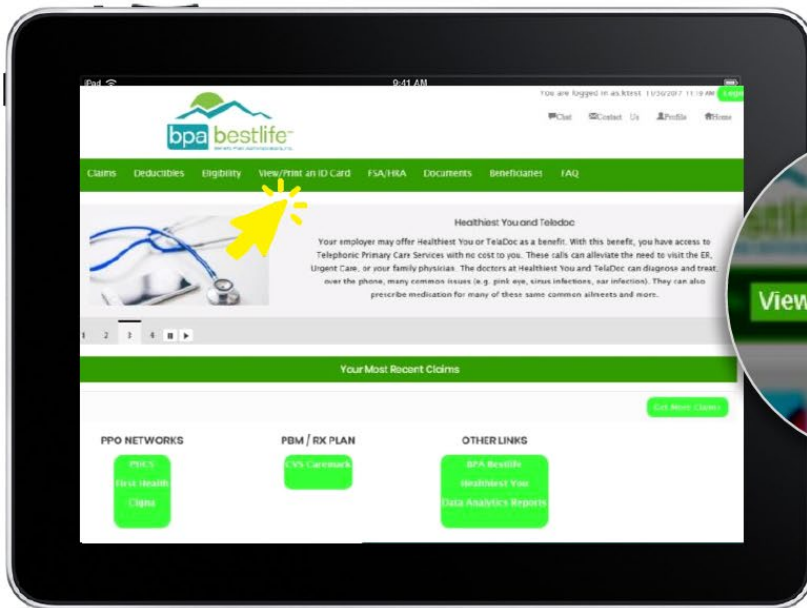 iPad 9:41 AM
You are logged in as ktest 11/30/2017 11:19 AM Logout
Chat Contact Us Profile Home
bpa bestlife
Claims Deductibles Eligibility View/Print an ID Card FSA/HRA Documents Beneficiaries FAQ
Healthiest You and Teledoc
Your employer may offer Healthiest You or TelaDoc as a benefit. With this benefit, you have access to
Telephonic Primary Care Services with no cost to you. These calls can alleviate the need to visit the ER,
Urgent Care, or your family physician. The doctors at Healthiest You and TelaDoc can diagnose and treat,
over the phone, many common issues (e.g. pink eye, sinus infections, ear infection). They can also
prescribe medication for many of these same common ailments and more.
1 2 3 4
Your Most Recent Claims
Get More Claims
PPO NETWORKS PBM / RX PLAN OTHER LINKS
PHCS CVS Caremark BPA Bestlife
First Health Healthiest You
Cigna Data Analytics Reports
View